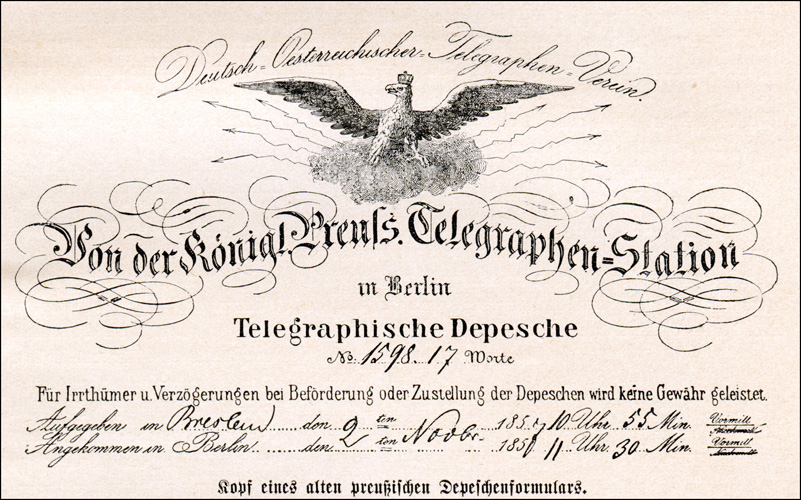 Deutsch-Oesterreichischer-Telegraphen-Verein.
Von der Königl. Preuſs. Telegraphen-Station
in Berlin
Telegraphische Depesche
No. 1598. 17 Worte
Für Irrthümer u. Verzögerungen bei Beförderung oder Zustellung der Depeschen wird keine Gewähr geleistet.
Aufgegeben in Breslau den 2 ten 185 10 Uhr 55 Min. Vormitt Nachmitt
Angekommen in Berlin den 2 ten Novbr 185 11 Uhr 30 Min. Vormitt Nachmitt
Kopf eines alten preußischen Depeschenformulars.